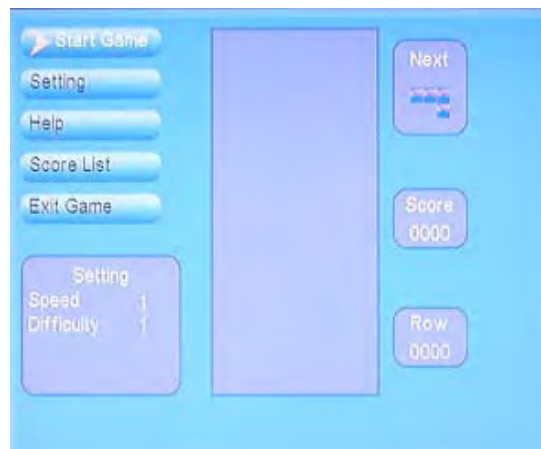 Start Game
Setting
Help
Score List
Exit Game
Setting
Speed 1
Difficulty 1
Next
Score
0000
Row
0000